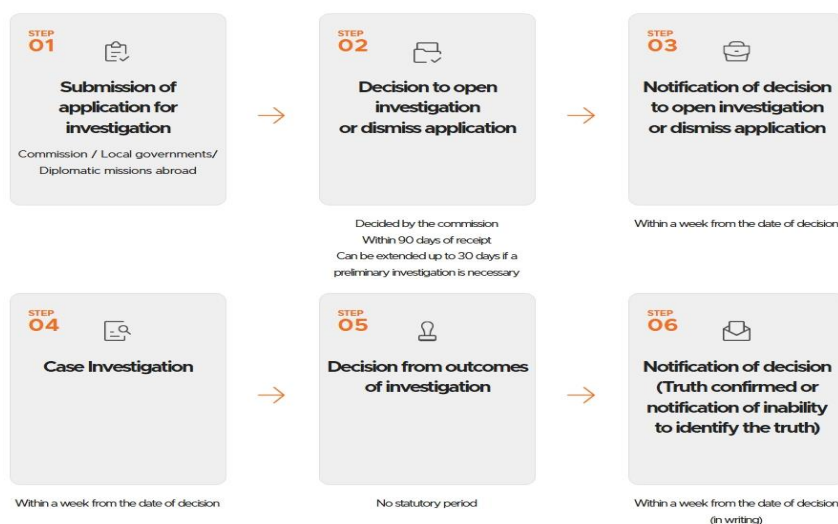 STEP
01
Submission of
application for
investigation
Commission / Local governments/
Diplomatic missions abroad
STEP
02
Decision to open
investigation
or dismiss application
Decided by the commission
Within 90 days of receipt
Can be extended up to 30 days if a
preliminary investigation is necessary
STEP
03
Notification of decision
to open investigation
or dismiss application
Within a week from the date of decision
STEP
04
Case Investigation
Within a week from the date of decision
STEP
05
Decision from outcomes
of investigation
No statutory period
STEP
06
Notification of decision
(Truth confirmed or
notification of inability
to identify the truth)
Within a week from the date of decision
(in writing)